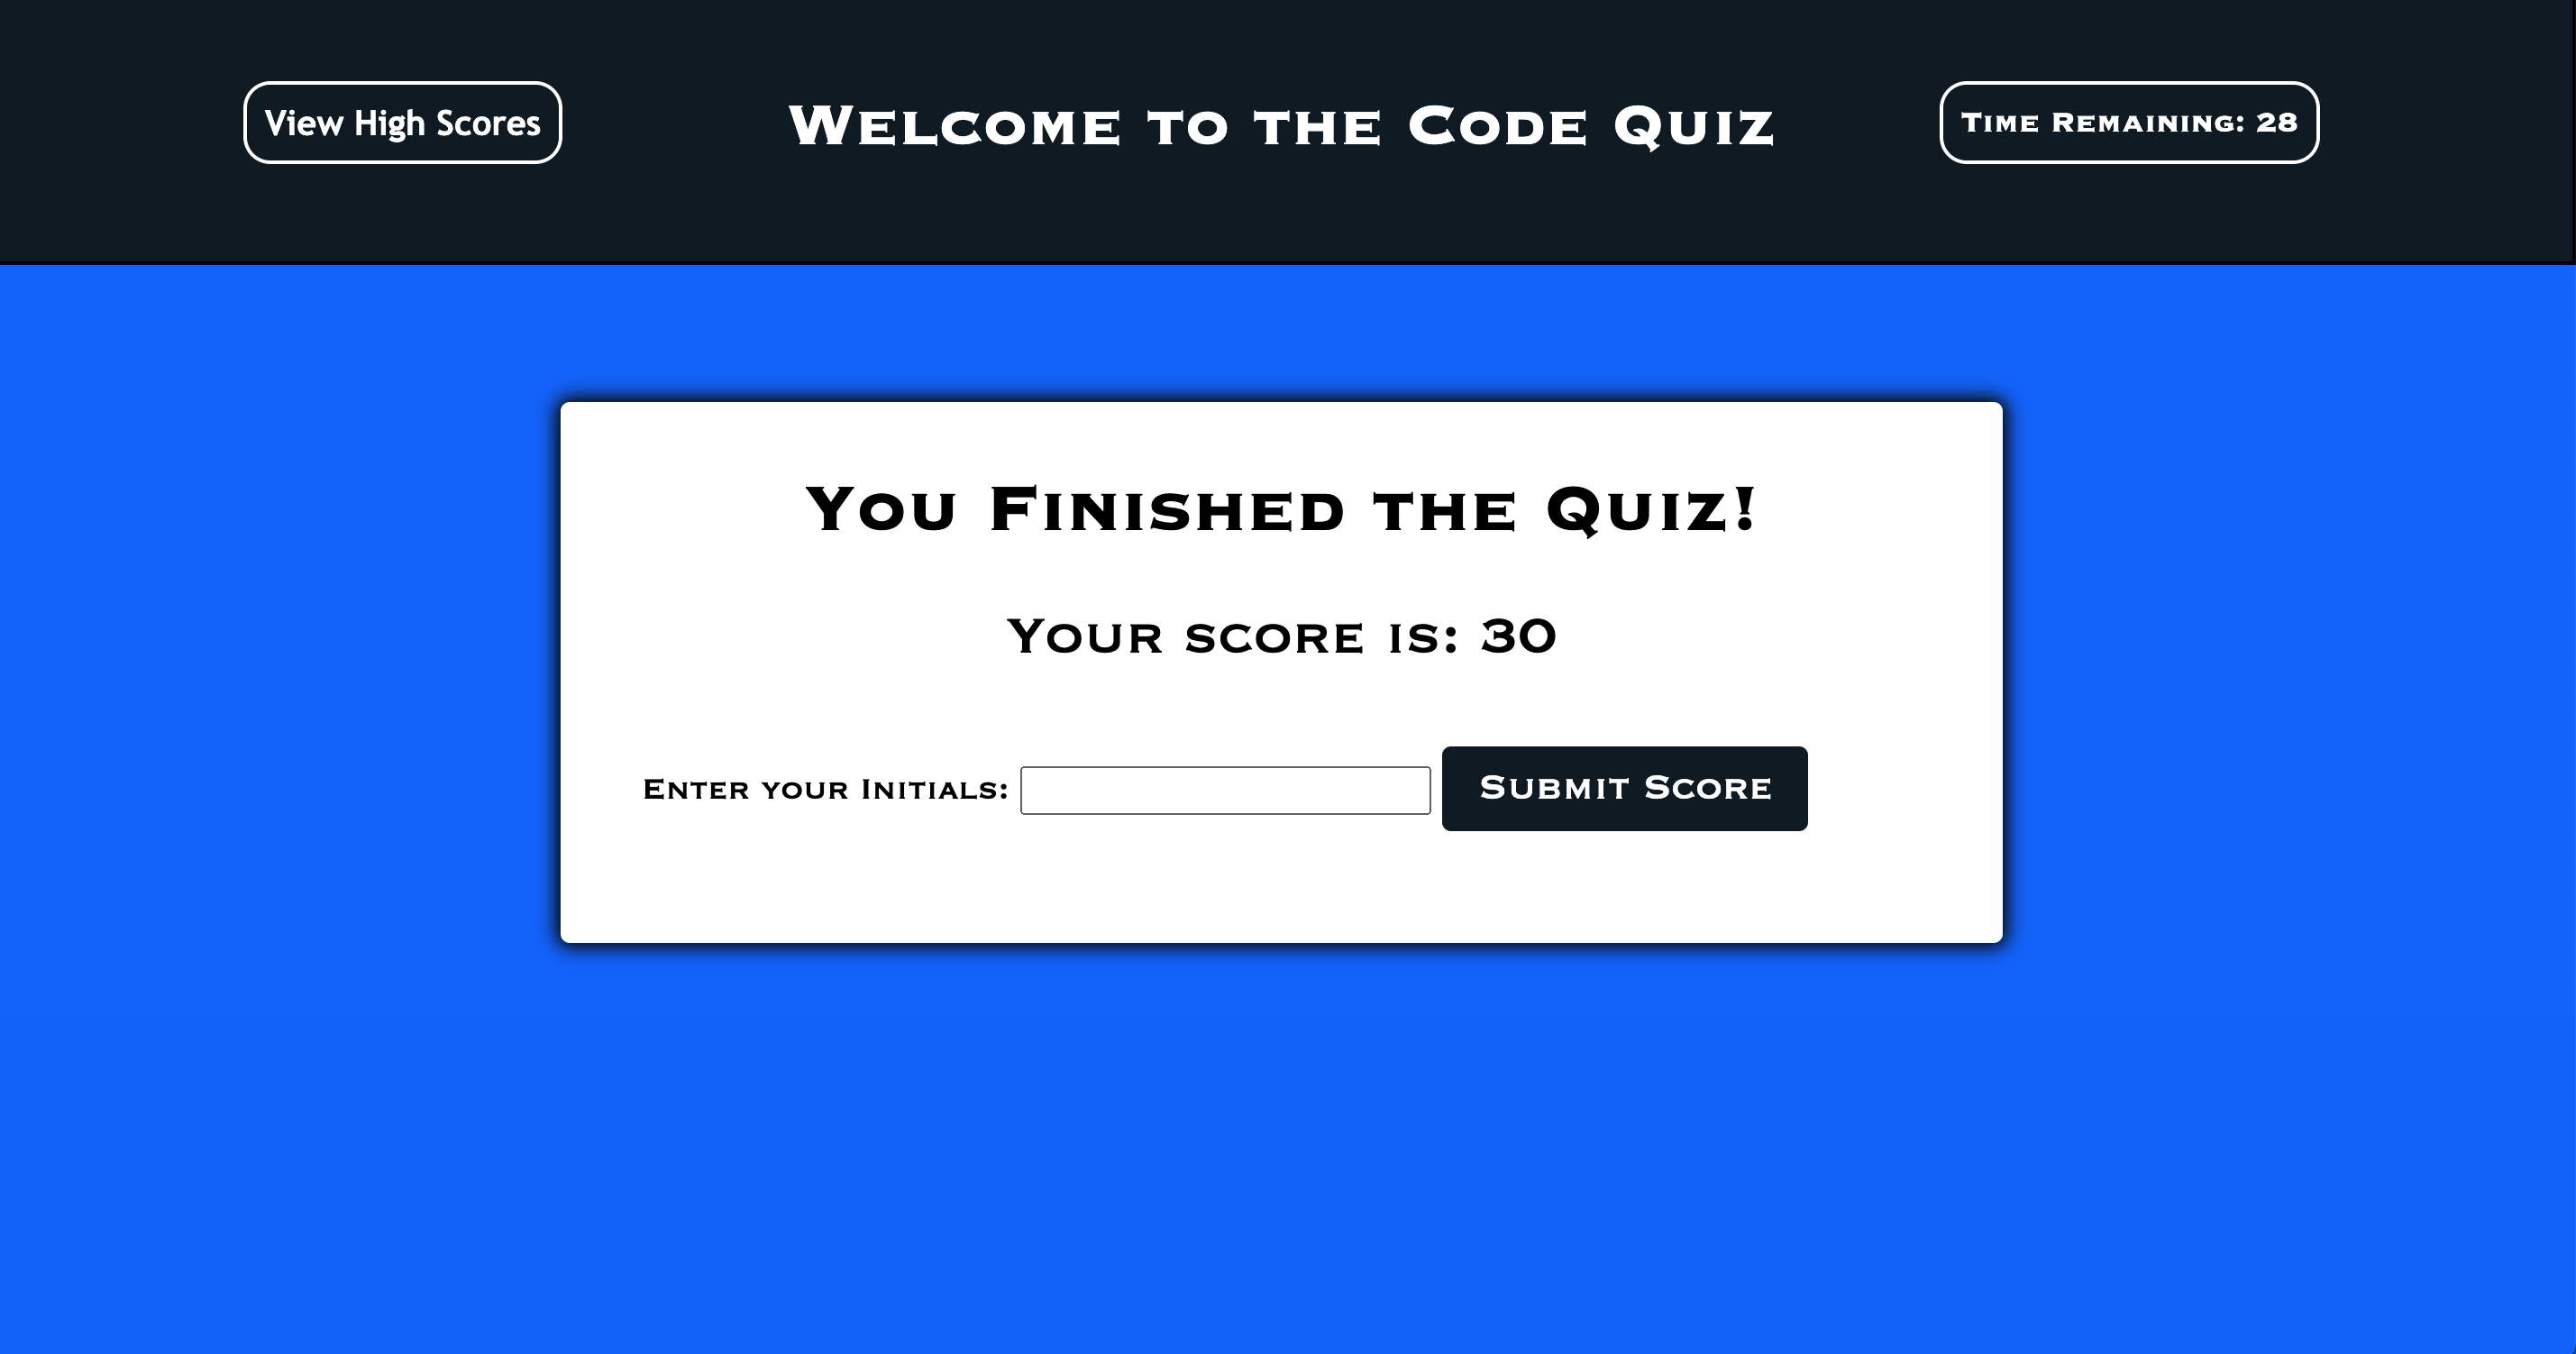 View High Scores
Welcome to the Code Quiz
Time Remaining: 28
You Finished the Quiz!
Your score is: 30
Enter your Initials:
Submit Score